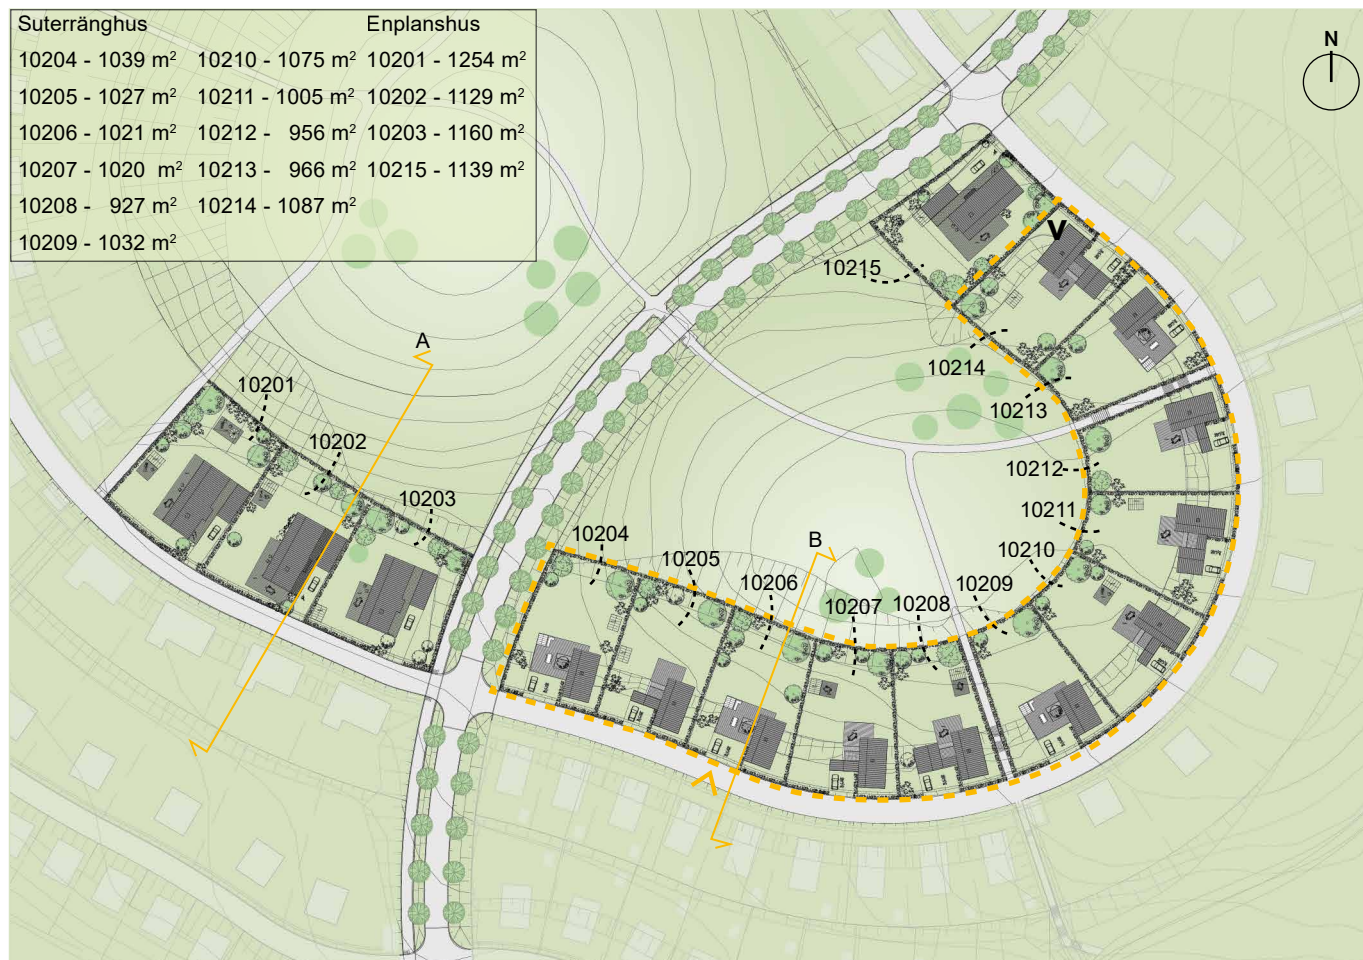 Suterränghus Enplanshus
10204 - 1039 m² 10210 - 1075 m² 10201 - 1254 m²
10205 - 1027 m² 10211 - 1005 m² 10202 - 1129 m²
10206 - 1021 m² 10212 - 956 m² 10203 - 1160 m²
10207 - 1020 m² 10213 - 966 m² 10215 - 1139 m²
10208 - 927 m² 10214 - 1087 m²
10209 - 1032 m²
N
V
10215
A
10214
10201
10213
10202
10212
10203
10211
10204
B
10210
10205
10206
10209
10207
10208